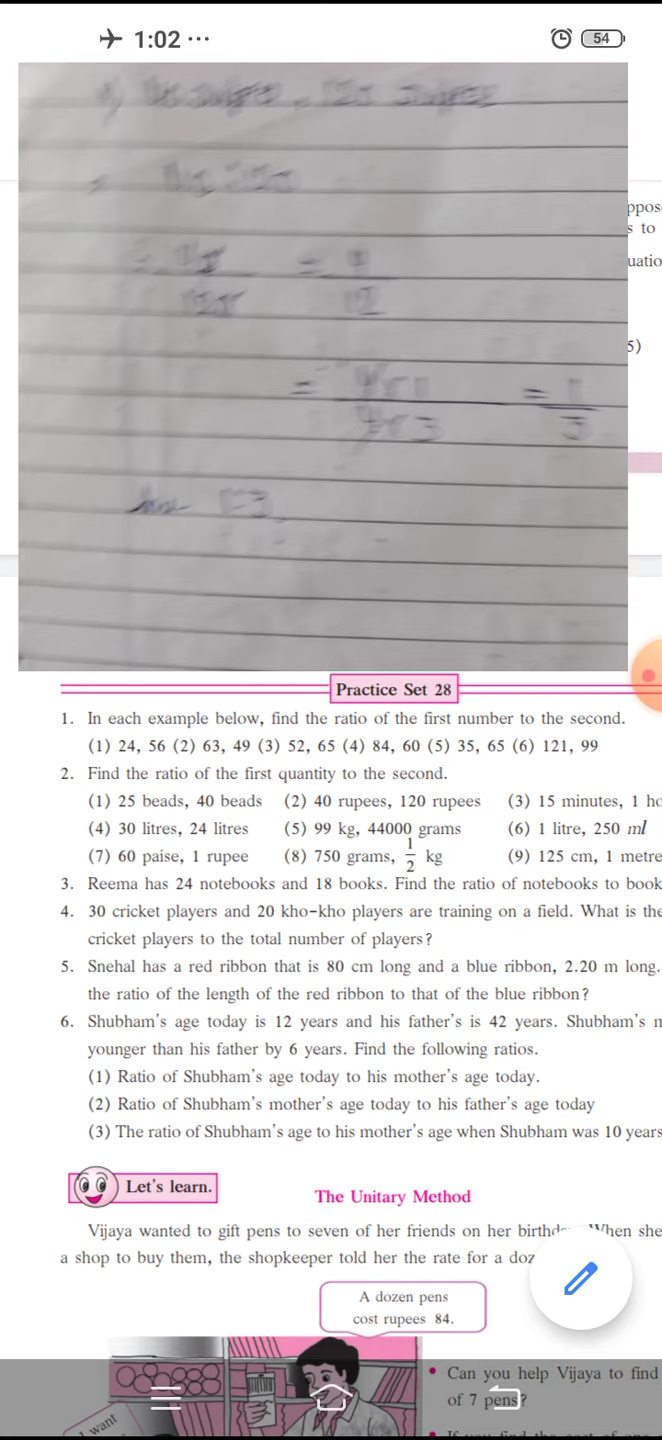 1:02 ...
54
= 1
3
ppos
s to
uatio
5)
Practice Set 28
1. In each example below, find the ratio of the first number to the second.
(1) 24, 56 (2) 63, 49 (3) 52, 65 (4) 84, 60 (5) 35, 65 (6) 121, 99
2. Find the ratio of the first quantity to the second.
(1) 25 beads, 40 beads (2) 40 rupees, 120 rupees (3) 15 minutes, 1 ho
(4) 30 litres, 24 litres (5) 99 kg, 44000 grams (6) 1 litre, 250 ml
(7) 60 paise, 1 rupee (8) 750 grams, 1/2 kg (9) 125 cm, 1 metre
3. Reema has 24 notebooks and 18 books. Find the ratio of notebooks to book
4. 30 cricket players and 20 kho-kho players are training on a field. What is the
cricket players to the total number of players?
5. Snehal has a red ribbon that is 80 cm long and a blue ribbon, 2.20 m long.
the ratio of the length of the red ribbon to that of the blue ribbon?
6. Shubham's age today is 12 years and his father's is 42 years. Shubham's m
younger than his father by 6 years. Find the following ratios.
(1) Ratio of Shubham's age today to his mother's age today.
(2) Ratio of Shubham's mother's age today to his father's age today
(3) The ratio of Shubham's age to his mother's age when Shubham was 10 years
Let's learn.
The Unitary Method
Vijaya wanted to gift pens to seven of her friends on her birthd When she
a shop to buy them, the shopkeeper told her the rate for a doz
A dozen pens
cost rupees 84.
• Can you help Vijaya to find
of 7 pens?
want